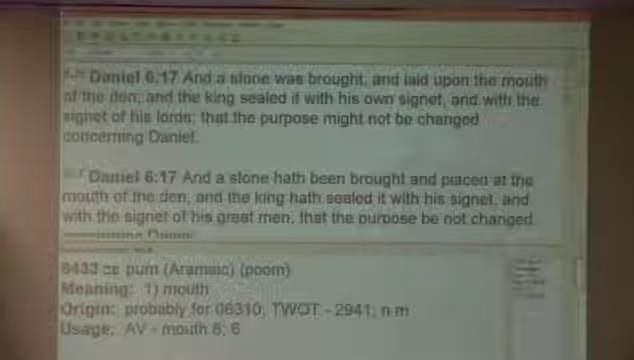 Daniel 6:17 And a stone was brought, and laid upon the mouth
of the den; and the king sealed it with his own signet, and with the
signet of his lords; that the purpose might not be changed
concerning Daniel.
Daniel 6:17 And a stone hath been brought and placed at the
mouth of the den, and the king hath sealed it with his signet, and
with the signet of his great men, that the purpose be not changed
6433 pum (Aramaic) (poom)
Meaning: 1) mouth
Origin: probably for 06310; TWOT - 2941; n m
Usage: AV - mouth 6; 6